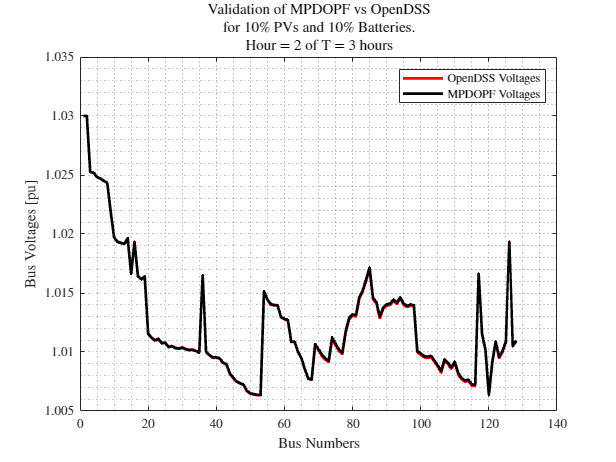 Validation of MPDOPF vs OpenDSS
for 10% PVs and 10% Batteries.
Hour = 2 of T = 3 hours
1.035
OpenDSS Voltages
MPDOPF Voltages
1.03
1.025
1.02
1.015
1.01
1.005
Bus Voltages [pu]
0 20 40 60 80 100 120 140
Bus Numbers